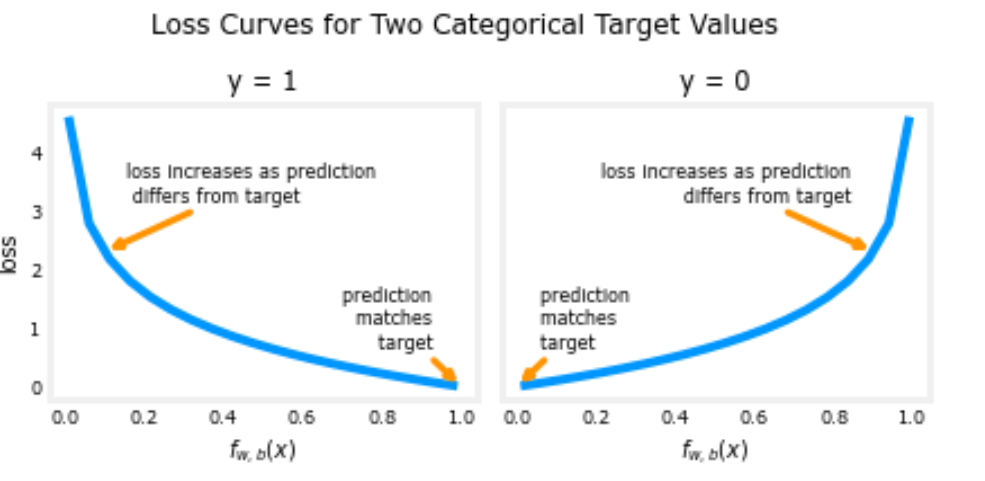 Loss Curves for Two Categorical Target Values
y = 1
loss increases as prediction
differs from target
prediction
matches
target
loss
4
3
2
1
0
0.0 0.2 0.4 0.6 0.8 1.0
f_{w, b}(x)
y = 0
loss increases as prediction
differs from target
prediction
matches
target
0.0 0.2 0.4 0.6 0.8 1.0
f_{w, b}(x)